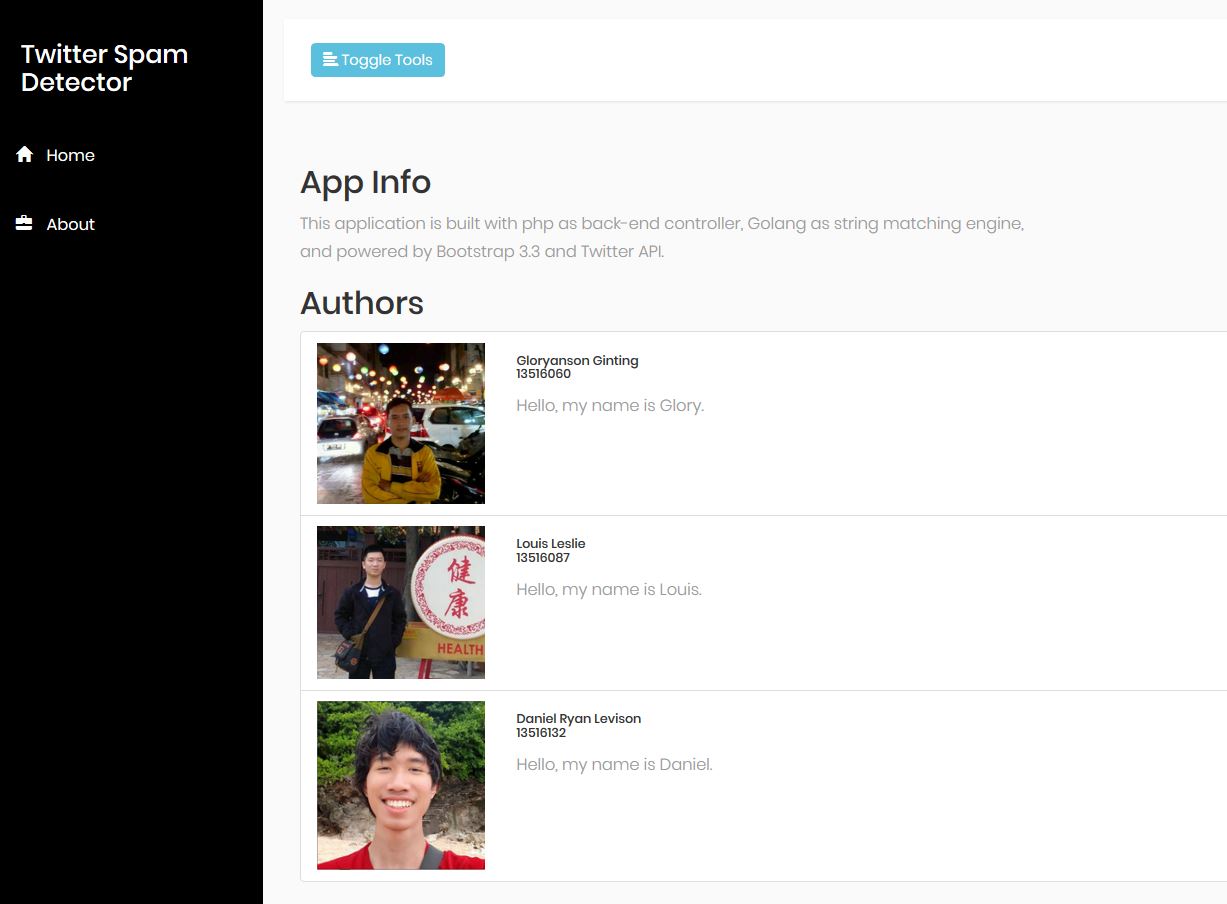 Twitter Spam
Detector
Home
About
Toggle Tools
App Info
This application is built with php as back-end controller, Golang as string matching engine,
and powered by Bootstrap 3.3 and Twitter API.
Authors
Gloryanson Ginting
13516060
Hello, my name is Glory.
Louis Leslie
13516087
Hello, my name is Louis.
健
康
HEALTH
Daniel Ryan Levison
13516132
Hello, my name is Daniel.